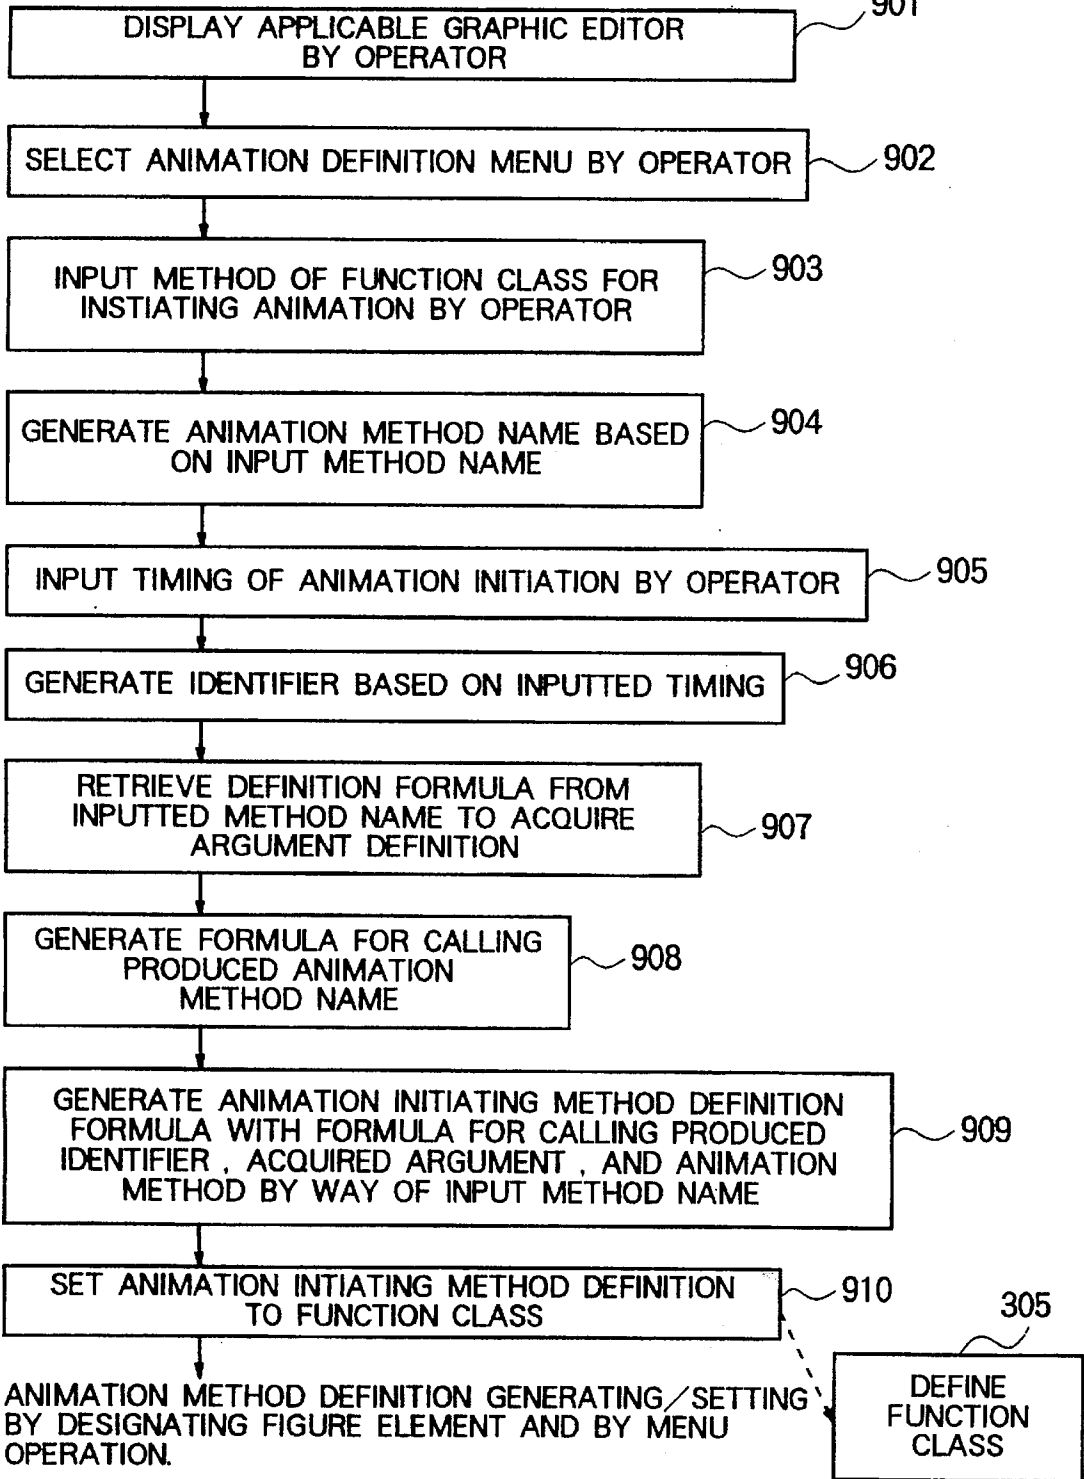 901
DISPLAY APPLICABLE GRAPHIC EDITOR
BY OPERATOR
SELECT ANIMATION DEFINITION MENU BY OPERATOR
902
INPUT METHOD OF FUNCTION CLASS FOR
INSTIATING ANIMATION BY OPERATOR
903
GENERATE ANIMATION METHOD NAME BASED
ON INPUT METHOD NAME
904
INPUT TIMING OF ANIMATION INITIATION BY OPERATOR
905
GENERATE IDENTIFIER BASED ON INPUTTED TIMING
906
RETRIEVE DEFINITION FORMULA FROM
INPUTTED METHOD NAME TO ACQUIRE
ARGUMENT DEFINITION
907
GENERATE FORMULA FOR CALLING
PRODUCED ANIMATION
METHOD NAME
908
GENERATE ANIMATION INITIATING METHOD DEFINITION
FORMULA WITH FORMULA FOR CALLING PRODUCED
IDENTIFIER , ACQUIRED ARGUMENT , AND ANIMATION
METHOD BY WAY OF INPUT METHOD NAME
909
SET ANIMATION INTIATING METHOD DEFINITION
TO FUNCTION CLASS
910
305
DEFINE
FUNCTION
CLASS
ANIMATION METHOD DEFINITION GENERATING/SETTING
BY DESIGNATING FIGURE ELEMENT AND BY MENU
OPERATION.